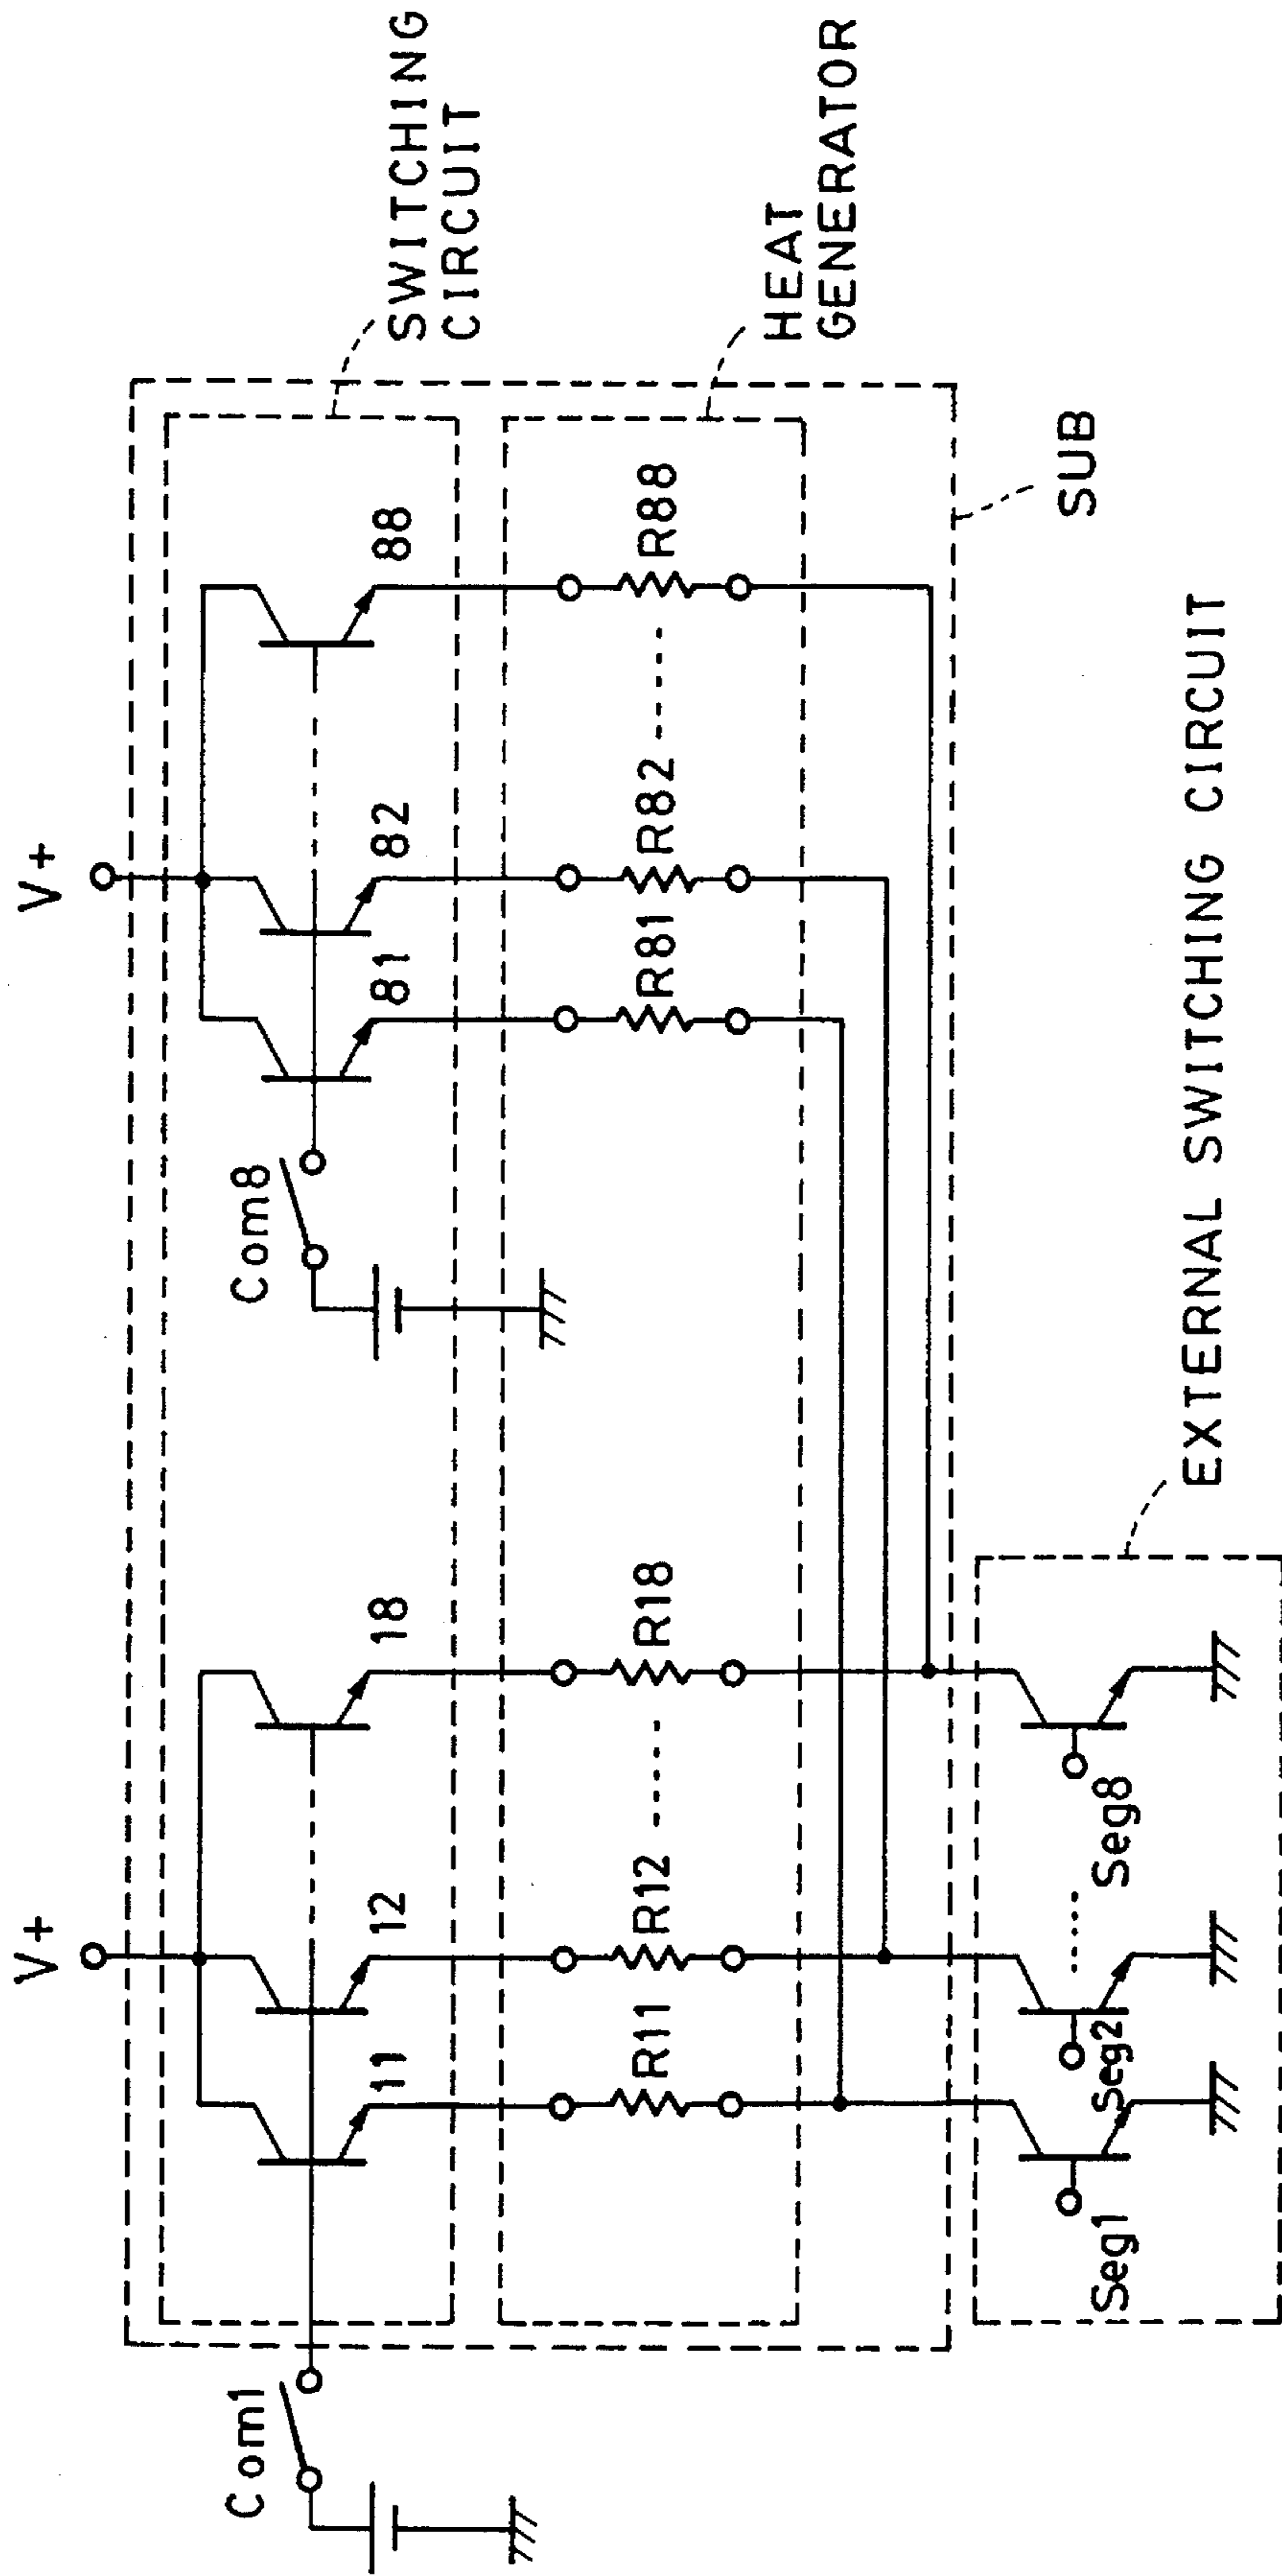 V+
V+
Com1
11
12
18
Com8
81
82
88
SWITCHING
CIRCUIT
R11
R12
R18
R81
R82
R88
HEAT
GENERATOR
SUB
Seg1
Seg2
Seg8
EXTERNAL SWITCHING CIRCUIT